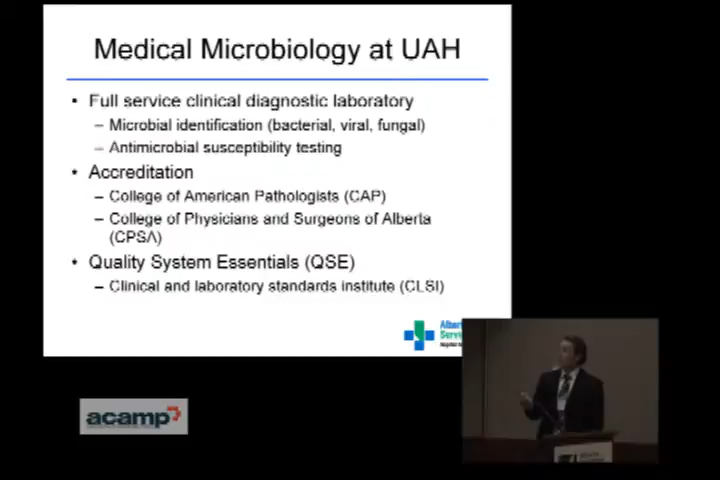 Medical Microbiology at UAH
• Full service clinical diagnostic laboratory
– Microbial identification (bacterial, viral, fungal)
– Antimicrobial susceptibility testing
• Accreditation
– College of American Pathologists (CAP)
– College of Physicians and Surgeons of Alberta
(CPSA)
• Quality System Essentials (QSE)
– Clinical and laboratory standards institute (CLSI)
Albert
Servic
acamp